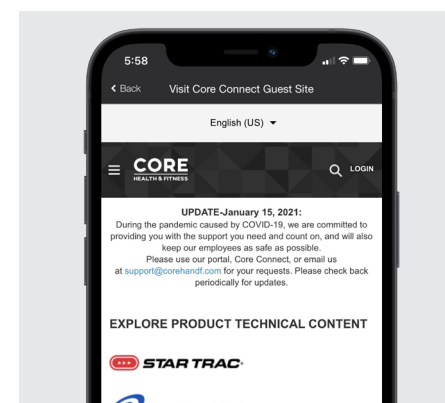 5:58
Back Visit Core Connect Guest Site
English (US)
CORE LOGIN
HEALTH & FITNESS
UPDATE-January 15, 2021:
During the pandemic caused by COVID-19, we are committed to
providing you with the support you need and count on, and will also
keep our employees as safe as possible.
Please use our portal, Core Connect, or email us
at support@corehandf.com for your requests. Please check back
periodically for updates.
EXPLORE PRODUCT TECHNICAL CONTENT
STAR TRAC